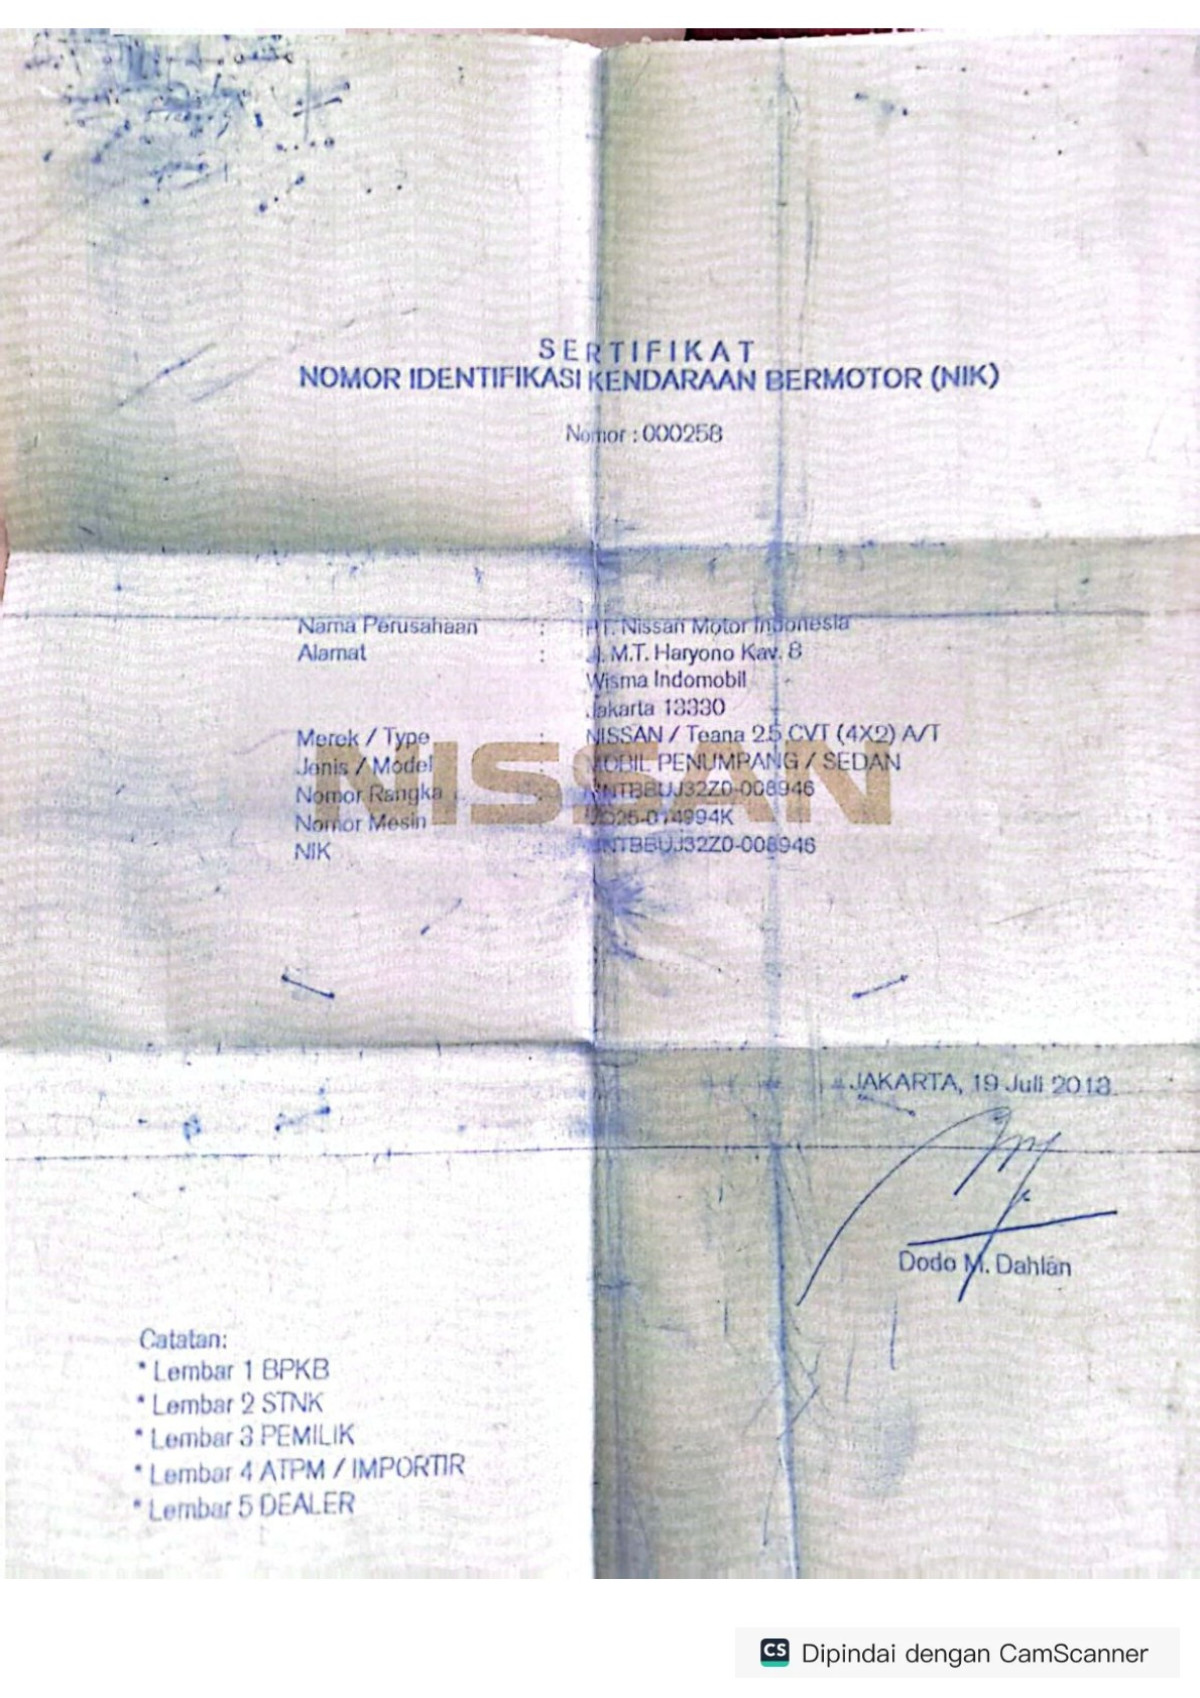 SERTIFIKAT
NOMOR IDENTIFIKASI KENDARAAN BERMOTOR (NIK)
Nomor : 000258
Nama Perusahaan : PT. Nissan Motor Indonesia
Alamat : Jl. M.T. Haryono Kav. 8
Wisma Indomobil
Jakarta 13330
Merek / Type : NISSAN / Teana 25 CVT (4X2) A/T
Jenis / Model : MOBIL PENUMPANG / SEDAN
Nomor Rangka :
Nomor Mesin
NIK :
NISSAN
JAKARTA, 19 Juli 2013
Dodo M. Dahlan
Catatan:
* Lembar 1 BPKB
* Lembar 2 STNK
* Lembar 3 PEMILIK
* Lembar 4 ATPM / IMPORTIR
* Lembar 5 DEALER
CS Dipindai dengan CamScanner